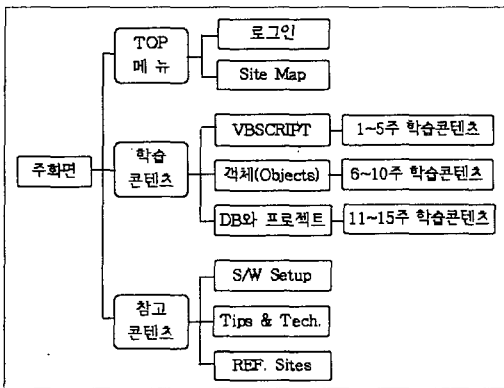 TOP
메 뉴
로그인
Site Map
주화면
학습
콘텐츠
VBSCRIPT
1~5주 학습콘텐츠
객체(Objects)
6~10주 학습콘텐츠
DB와 프로젝트
11~15주 학습콘텐츠
참고
콘텐츠
S/W Setup
Tips & Tech.
REF. Sites